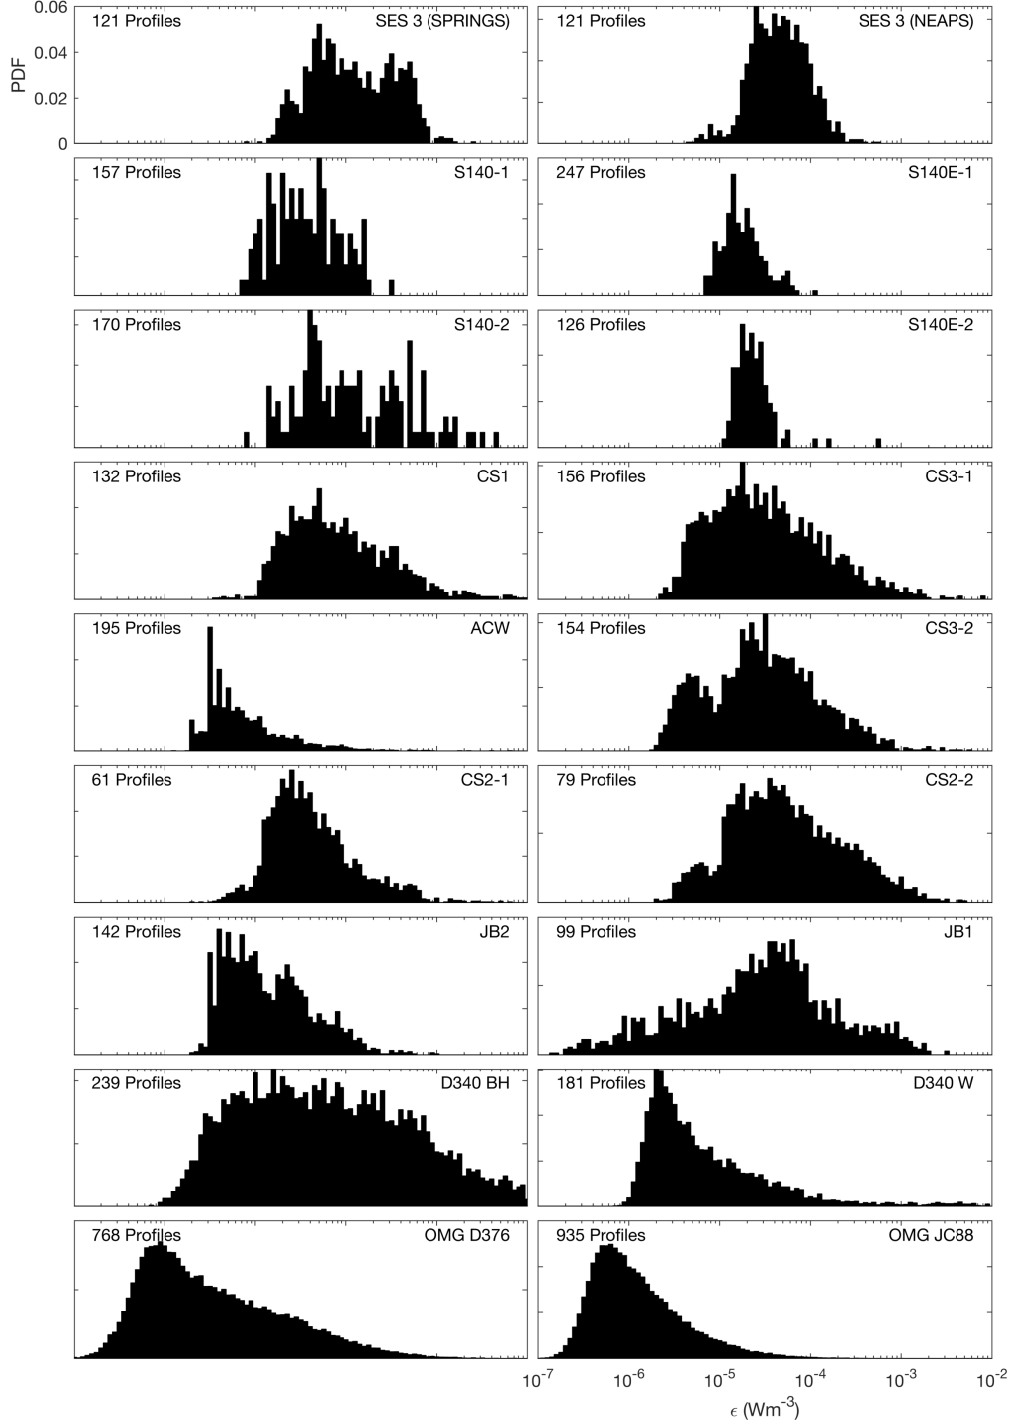 0.06
0.04
0.02
0
PDF
121 Profiles
SES 3 (SPRINGS)
121 Profiles
SES 3 (NEAPS)
157 Profiles
S140-1
247 Profiles
S140E-1
170 Profiles
S140-2
126 Profiles
S140E-2
132 Profiles
CS1
156 Profiles
CS3-1
195 Profiles
ACW
154 Profiles
CS3-2
61 Profiles
CS2-1
79 Profiles
CS2-2
142 Profiles
JB2
99 Profiles
JB1
239 Profiles
D340 BH
181 Profiles
D340 W
768 Profiles
OMG D376
935 Profiles
OMG JC88
10⁻⁷ 10⁻⁶ 10⁻⁵ 10⁻⁴ 10⁻³ 10⁻²
ϵ (Wm⁻³)